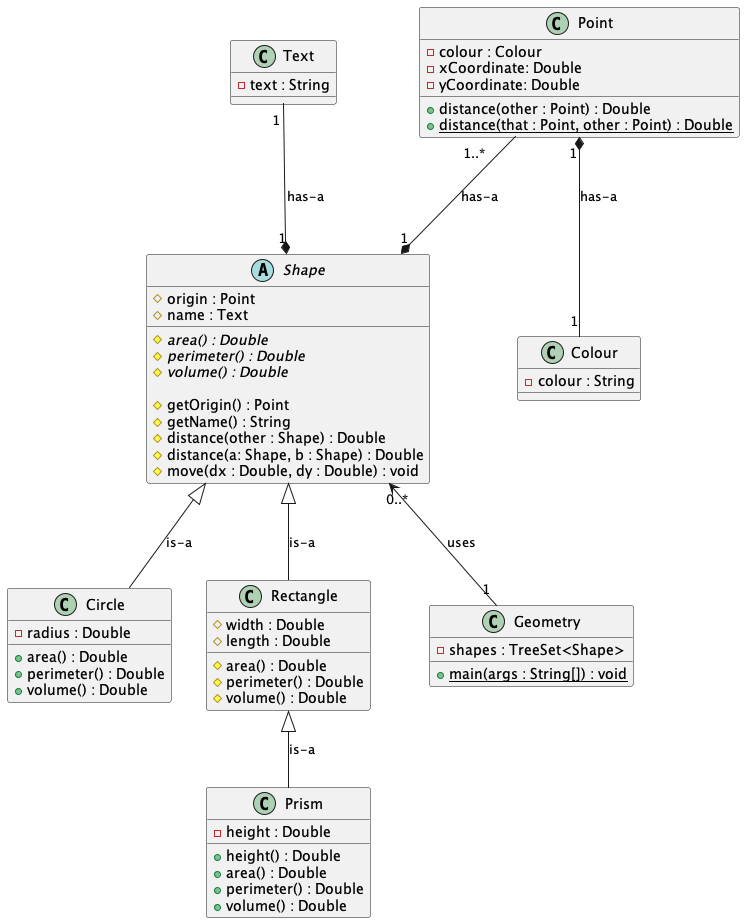 C Text
text : String
C Point
colour : Colour
xCoordinate: Double
yCoordinate: Double
distance(other : Point) : Double
distance(that : Point, other : Point) : Double
1
has-a
1
1..*
has-a
1
1
has-a
1
A Shape
origin : Point
name : Text
area() : Double
perimeter() : Double
volume() : Double
getOrigin() : Point
getName() : String
distance(other : Shape) : Double
distance(a: Shape, b : Shape) : Double
move(dx : Double, dy : Double) : void
C Colour
colour : String
is-a
is-a
0..*
uses
1
C Circle
radius : Double
area() : Double
perimeter() : Double
volume() : Double
C Rectangle
width : Double
length : Double
area() : Double
perimeter() : Double
volume() : Double
C Geometry
shapes : TreeSet<Shape>
main(args : String[]) : void
is-a
C Prism
height : Double
height() : Double
area() : Double
perimeter() : Double
volume() : Double